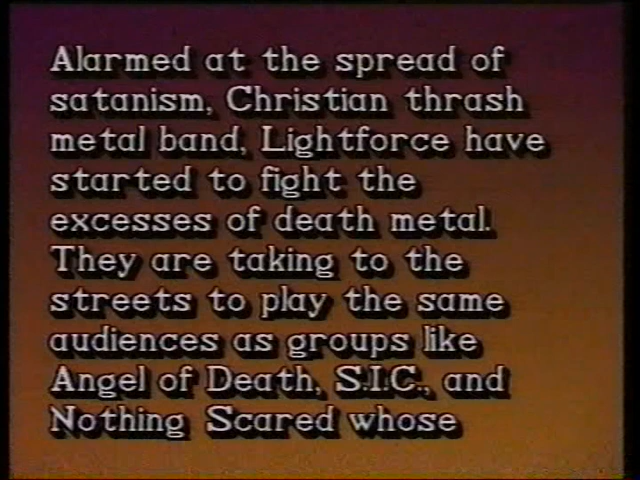 Alarmed at the spread of
satanism, Christian thrash
metal band, Lightforce have
started to fight the
excesses of death metal.
They are taking to the
streets to play the same
audiences as groups like
Angel of Death, S.I.C., and
Nothing Scared whose